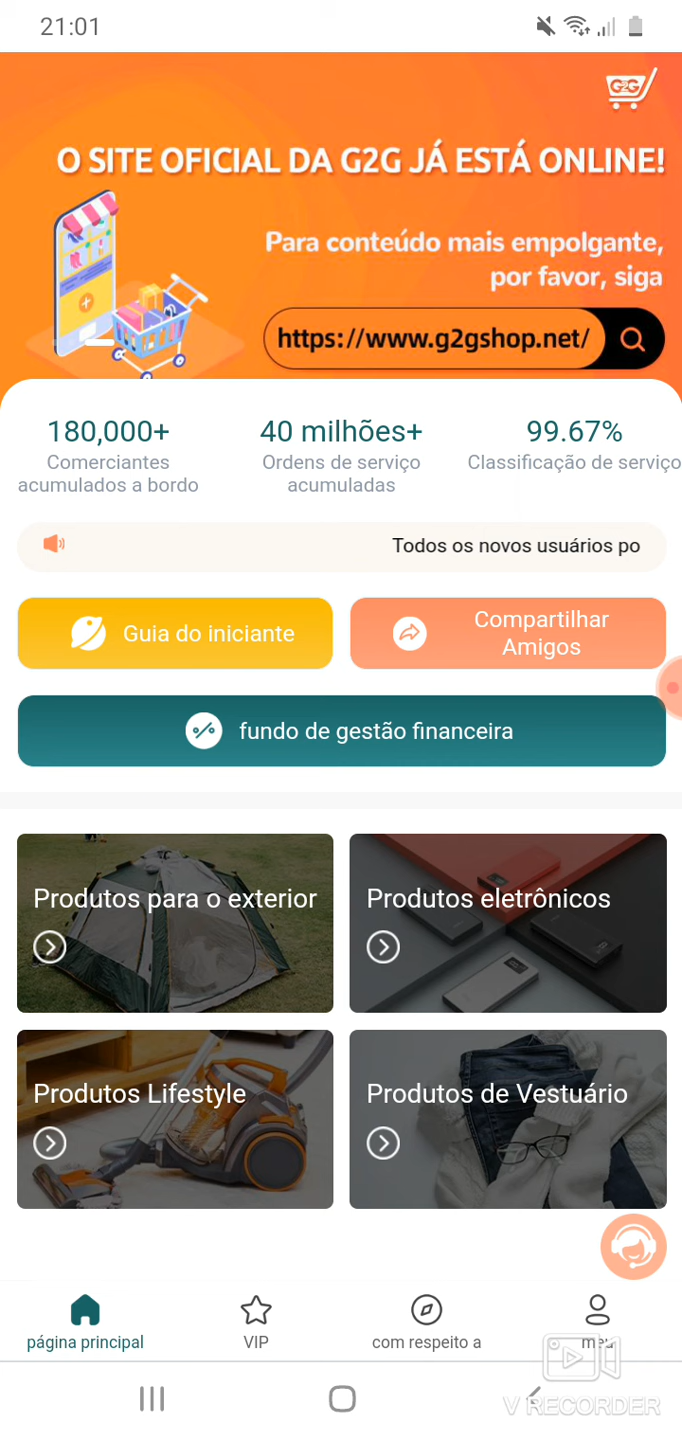 21:01
G2G
O SITE OFICIAL DA G2G JÁ ESTÁ ONLINE!
Para conteúdo mais empolgante,
por favor, siga
https://www.g2gshop.net/
180,000+
Comerciantes
acumulados a bordo
40 milhões+
Ordens de serviço
acumuladas
99.67%
Classificação de serviço
Todos os novos usuários po
Guia do iniciante
Compartilhar
Amigos
fundo de gestão financeira
Produtos para o exterior
Produtos eletrônicos
Produtos Lifestyle
Produtos de Vestuário
página principal
VIP
com respeito a
meu
V RECORDER